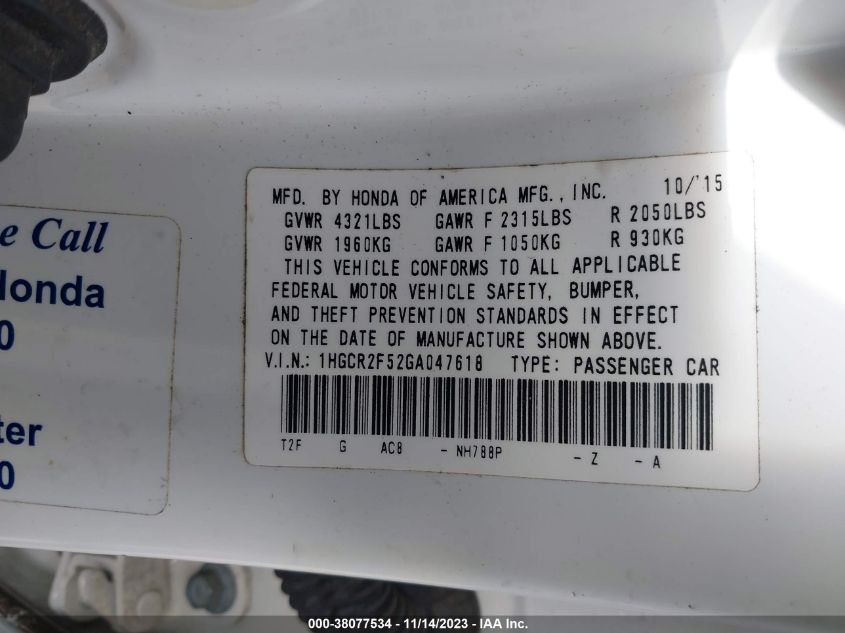 MFD. BY HONDA OF AMERICA MFG., INC. 10/'15
GVWR 4321LBS GAWR F 2315LBS R 2050LBS
GVWR 1960KG GAWR F 1050KG R 930KG
THIS VEHICLE CONFORMS TO ALL APPLICABLE
FEDERAL MOTOR VEHICLE SAFETY, BUMPER,
AND THEFT PREVENTION STANDARDS IN EFFECT
ON THE DATE OF MANUFACTURE SHOWN ABOVE.
V.I.N.: 1HGCR2F52GA047618 TYPE: PASSENGER CAR
T2F G AC8 - NH788P - Z - A
e Call
Honda
0
ter
0
000-38077534 - 11/14/2023 - IAA Inc.